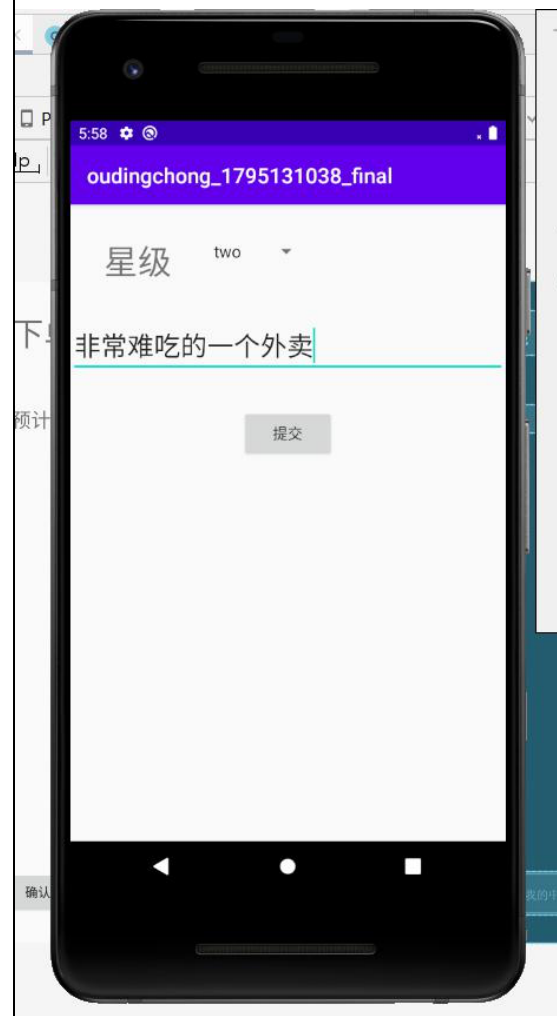 5:58
oudingchong_1795131038_final
星级 two
非常难吃的一个外卖
提交
预计
确认